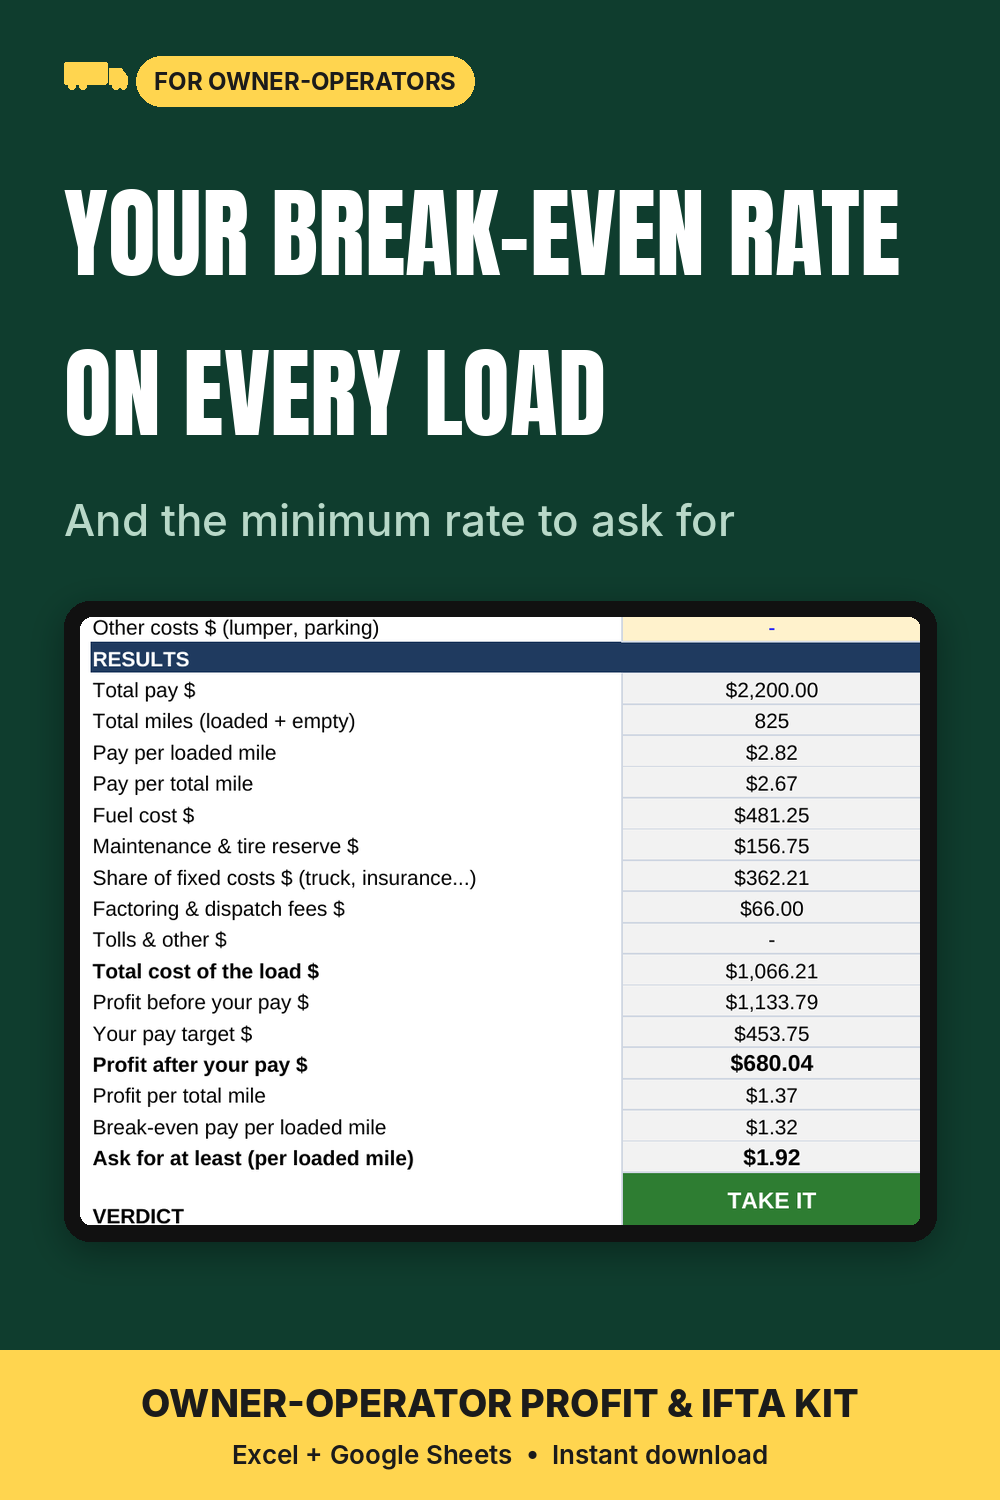 FOR OWNER-OPERATORS
YOUR BREAK-EVEN RATE
ON EVERY LOAD
And the minimum rate to ask for
Other costs $ (lumper, parking) -
RESULTS
Total pay $ $2,200.00
Total miles (loaded + empty) 825
Pay per loaded mile $2.82
Pay per total mile $2.67
Fuel cost $ $481.25
Maintenance & tire reserve $ $156.75
Share of fixed costs $ (truck, insurance...) $362.21
Factoring & dispatch fees $ $66.00
Tolls & other $ -
Total cost of the load $ $1,066.21
Profit before your pay $ $1,133.79
Your pay target $ $453.75
Profit after your pay $ $680.04
Profit per total mile $1.37
Break-even pay per loaded mile $1.32
Ask for at least (per loaded mile) $1.92
VERDICT TAKE IT
OWNER-OPERATOR PROFIT & IFTA KIT
Excel + Google Sheets • Instant download